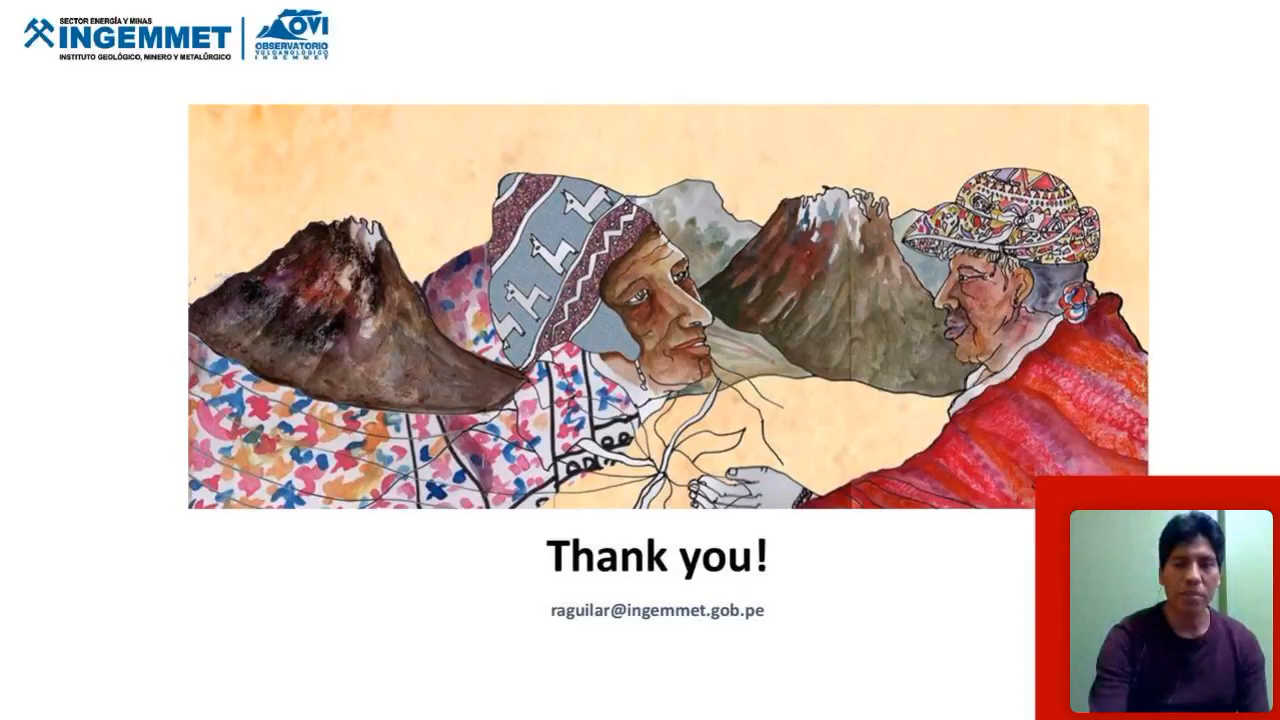 SECTOR ENERGÍA Y MINAS
INGEMMET
INSTITUTO GEOLÓGICO, MINERO Y METALÚRGICO
OVI
OBSERVATORIO
VULCANOLÓGICO
INGEMMET
Thank you!
raguilar@ingemmet.gob.pe